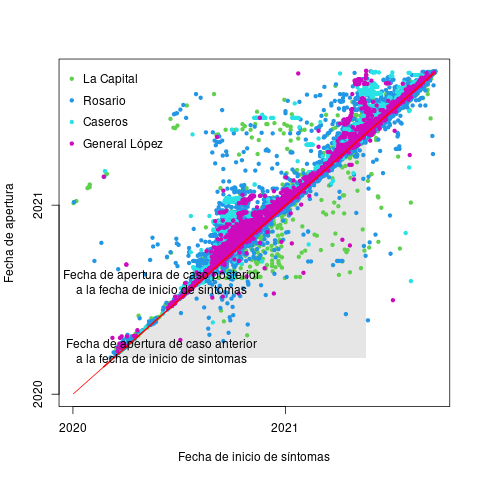 La Capital
Rosario
Caseros
General López
Fecha de apertura de caso posterior
a la fecha de inicio de síntomas
Fecha de apertura de caso anterior
a la fecha de inicio de síntomas
Fecha de apertura
2021
2020
2020
2021
Fecha de inicio de síntomas